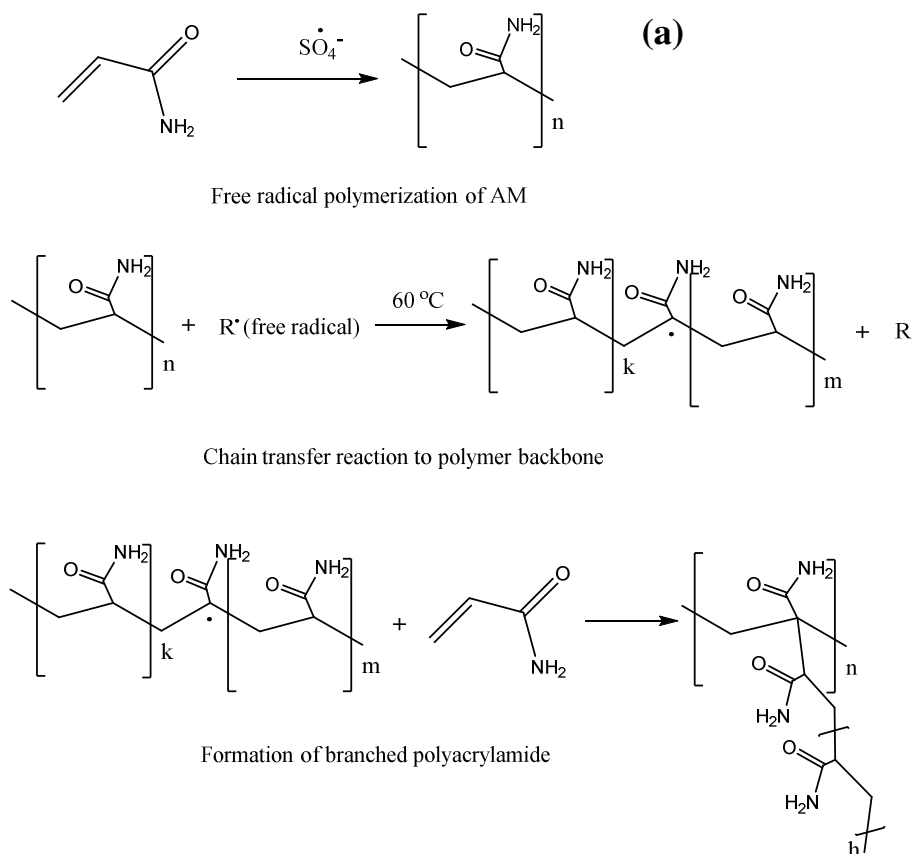 (a)
O
NH2
SO4•-
O
NH2
n
Free radical polymerization of AM
O
NH2
n
+
R• (free radical)
60 °C
O
NH2
k
O
NH2
•
O
NH2
m
+
R
Chain transfer reaction to polymer backbone
O
NH2
k
O
NH2
•
O
NH2
m
+
O
NH2
O
NH2
n
O
H2N
O
H2N
h
Formation of branched polyacrylamide